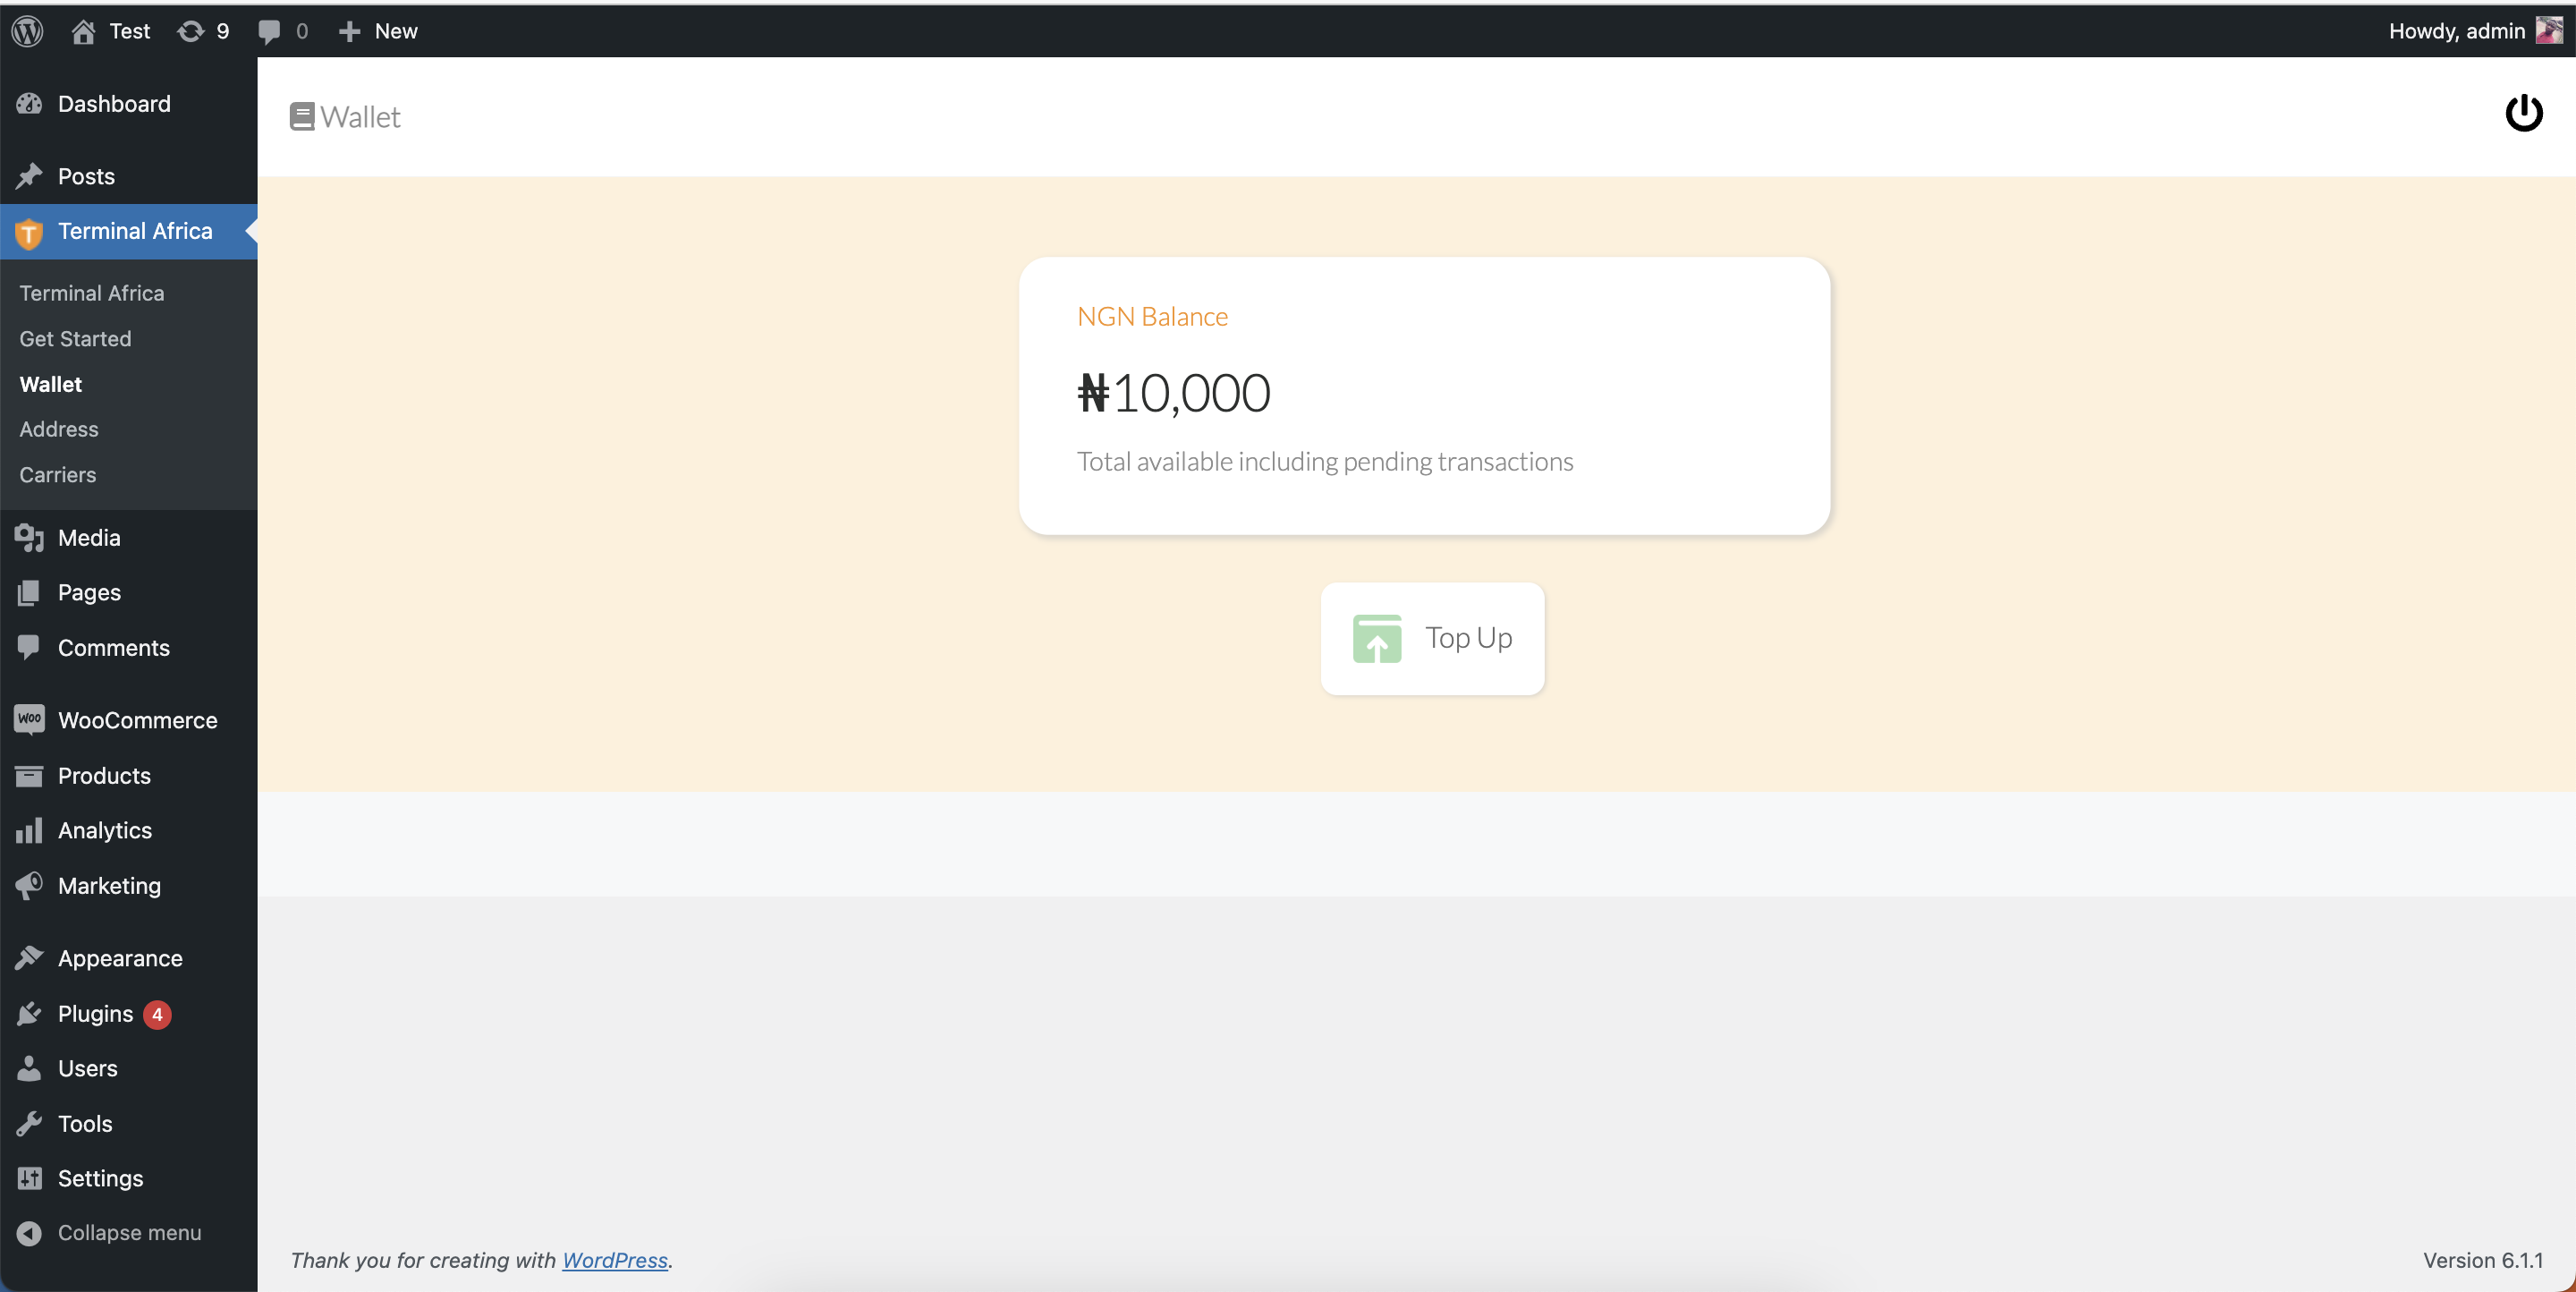 Test 9 0 New Howdy, admin
Dashboard
Posts
Terminal Africa
Terminal Africa
Get Started
Wallet
Address
Carriers
Media
Pages
Comments
Woo WooCommerce
Products
Analytics
Marketing
Appearance
Plugins 4
Users
Tools
Settings
Collapse menu
Wallet
NGN Balance
₦10,000
Total available including pending transactions
Top Up
Thank you for creating with WordPress.
Version 6.1.1